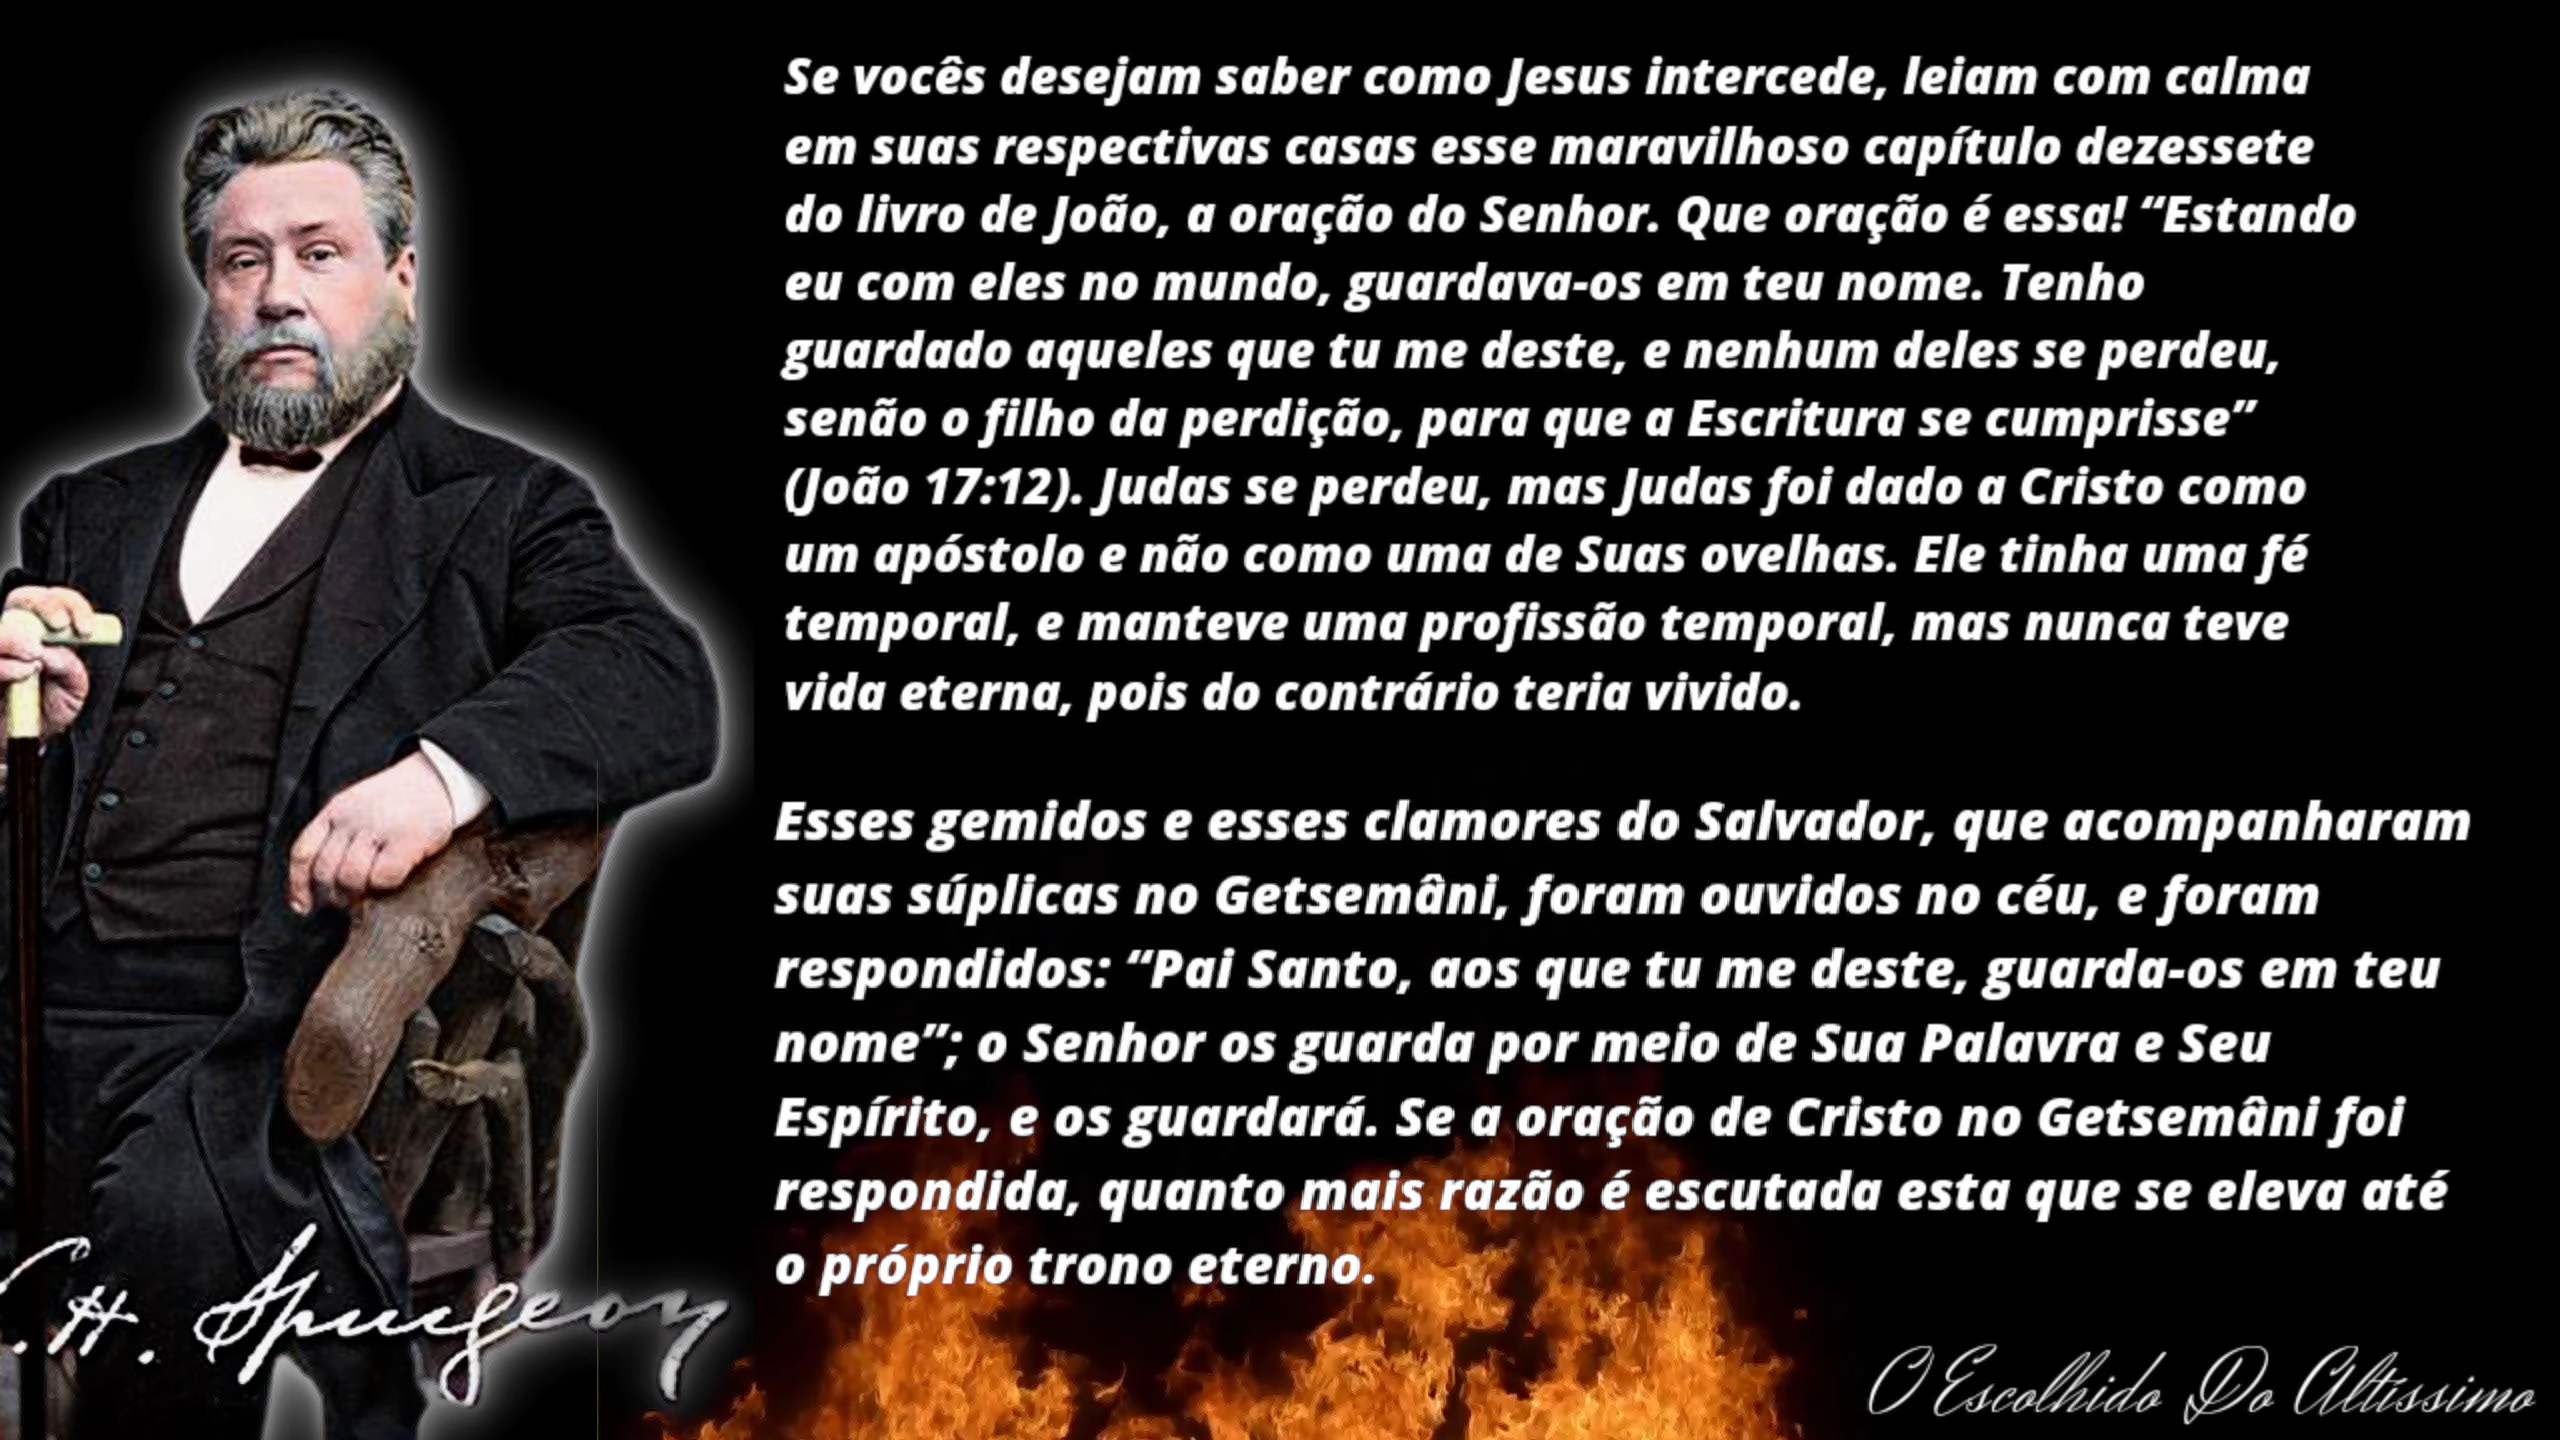 Se vocês desejam saber como Jesus intercede, leiam com calma
em suas respectivas casas esse maravilhoso capítulo dezessete
do livro de João, a oração do Senhor. Que oração é essa! “Estando
eu com eles no mundo, guardava-os em teu nome. Tenho
guardado aqueles que tu me deste, e nenhum deles se perdeu,
senão o filho da perdição, para que a Escritura se cumprisse”
(João 17:12). Judas se perdeu, mas Judas foi dado a Cristo como
um apóstolo e não como uma de Suas ovelhas. Ele tinha uma fé
temporal, e manteve uma profissão temporal, mas nunca teve
vida eterna, pois do contrário teria vivido.
Esses gemidos e esses clamores do Salvador, que acompanharam
suas súplicas no Getsemâni, foram ouvidos no céu, e foram
respondidos: “Pai Santo, aos que tu me deste, guarda-os em teu
nome”; o Senhor os guarda por meio de Sua Palavra e Seu
Espírito, e os guardará. Se a oração de Cristo no Getsemâni foi
respondida, quanto mais razão é escutada esta que se eleva até
o próprio trono eterno.
C. H. Spurgeon
O Escolhido Do Altíssimo